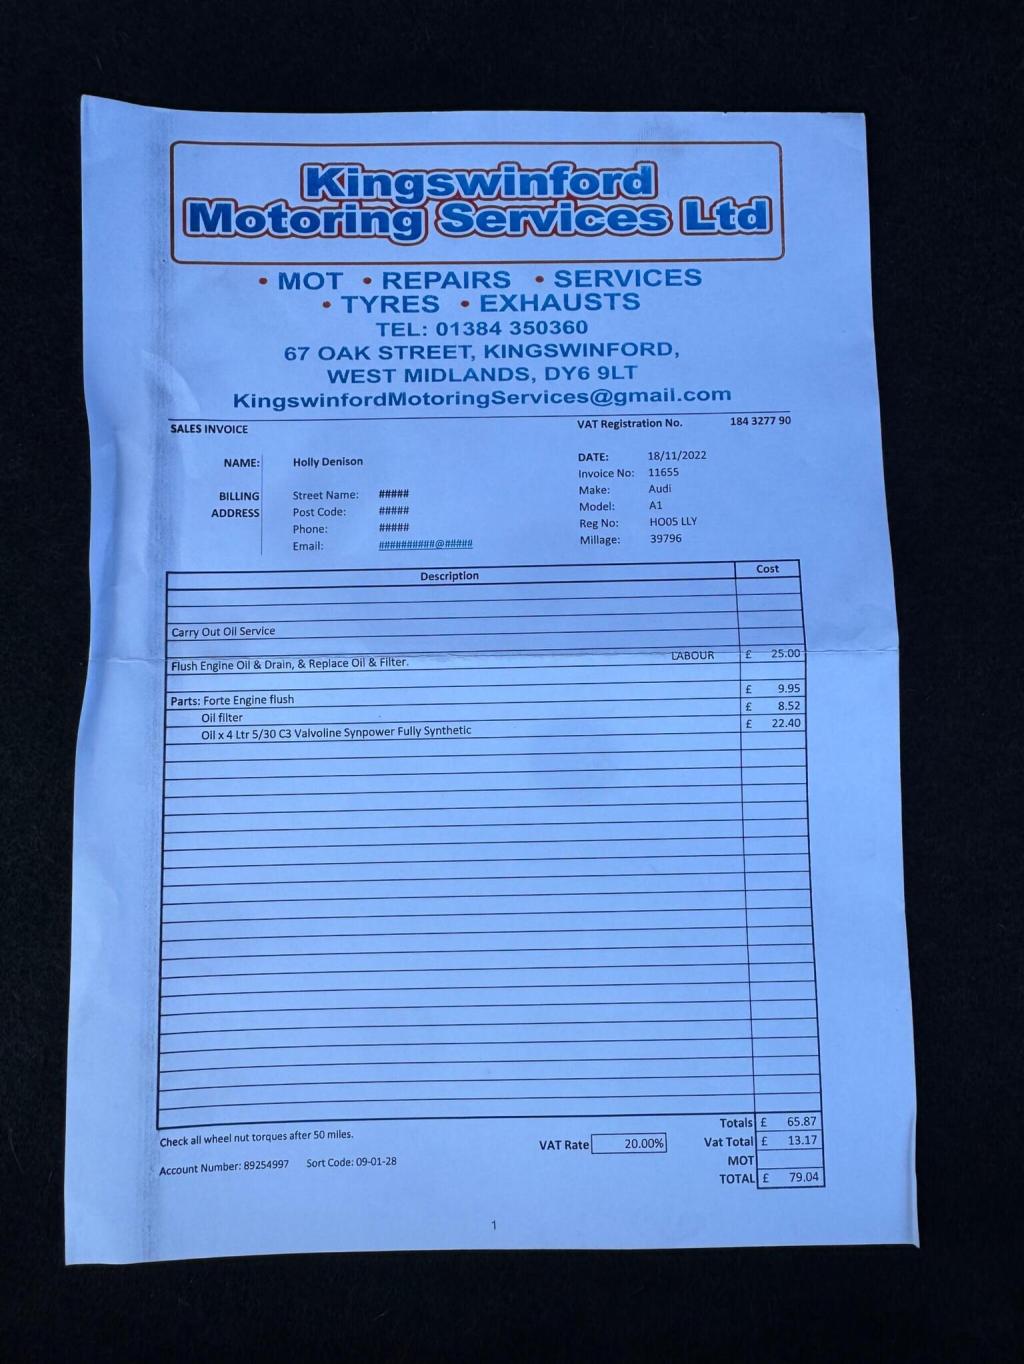 Kingswinford
Motoring Services Ltd
• MOT • REPAIRS • SERVICES
• TYRES • EXHAUSTS
TEL: 01384 350360
67 OAK STREET, KINGSWINFORD,
WEST MIDLANDS, DY6 9LT
KingswinfordMotoringServices@gmail.com
SALES INVOICE VAT Registration No. 184 3277 90
NAME: Holly Denison DATE: 18/11/2022
Invoice No: 11655
BILLING Street Name: ##### Make: Audi
ADDRESS Post Code: ##### Model: A1
Phone: ##### Reg No: HO05 LLY
Email: ##########@##### Millage: 39796
Description Cost
Carry Out Oil Service
Flush Engine Oil & Drain, & Replace Oil & Filter. LABOUR £ 25.00
Parts: Forte Engine flush £ 9.95
Oil filter £ 8.52
Oil x 4 Ltr 5/30 C3 Valvoline Synpower Fully Synthetic £ 22.40
Check all wheel nut torques after 50 miles. Totals £ 65.87
VAT Rate 20.00% Vat Total £ 13.17
Account Number: 89254997 Sort Code: 09-01-28 MOT
TOTAL £ 79.04
1